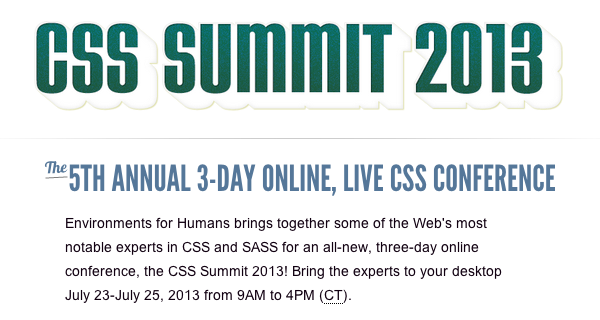 CSS SUMMIT 2013
The 5TH ANNUAL 3-DAY ONLINE, LIVE CSS CONFERENCE
Environments for Humans brings together some of the Web's most
notable experts in CSS and SASS for an all-new, three-day online
conference, the CSS Summit 2013! Bring the experts to your desktop
July 23-July 25, 2013 from 9AM to 4PM (CT).